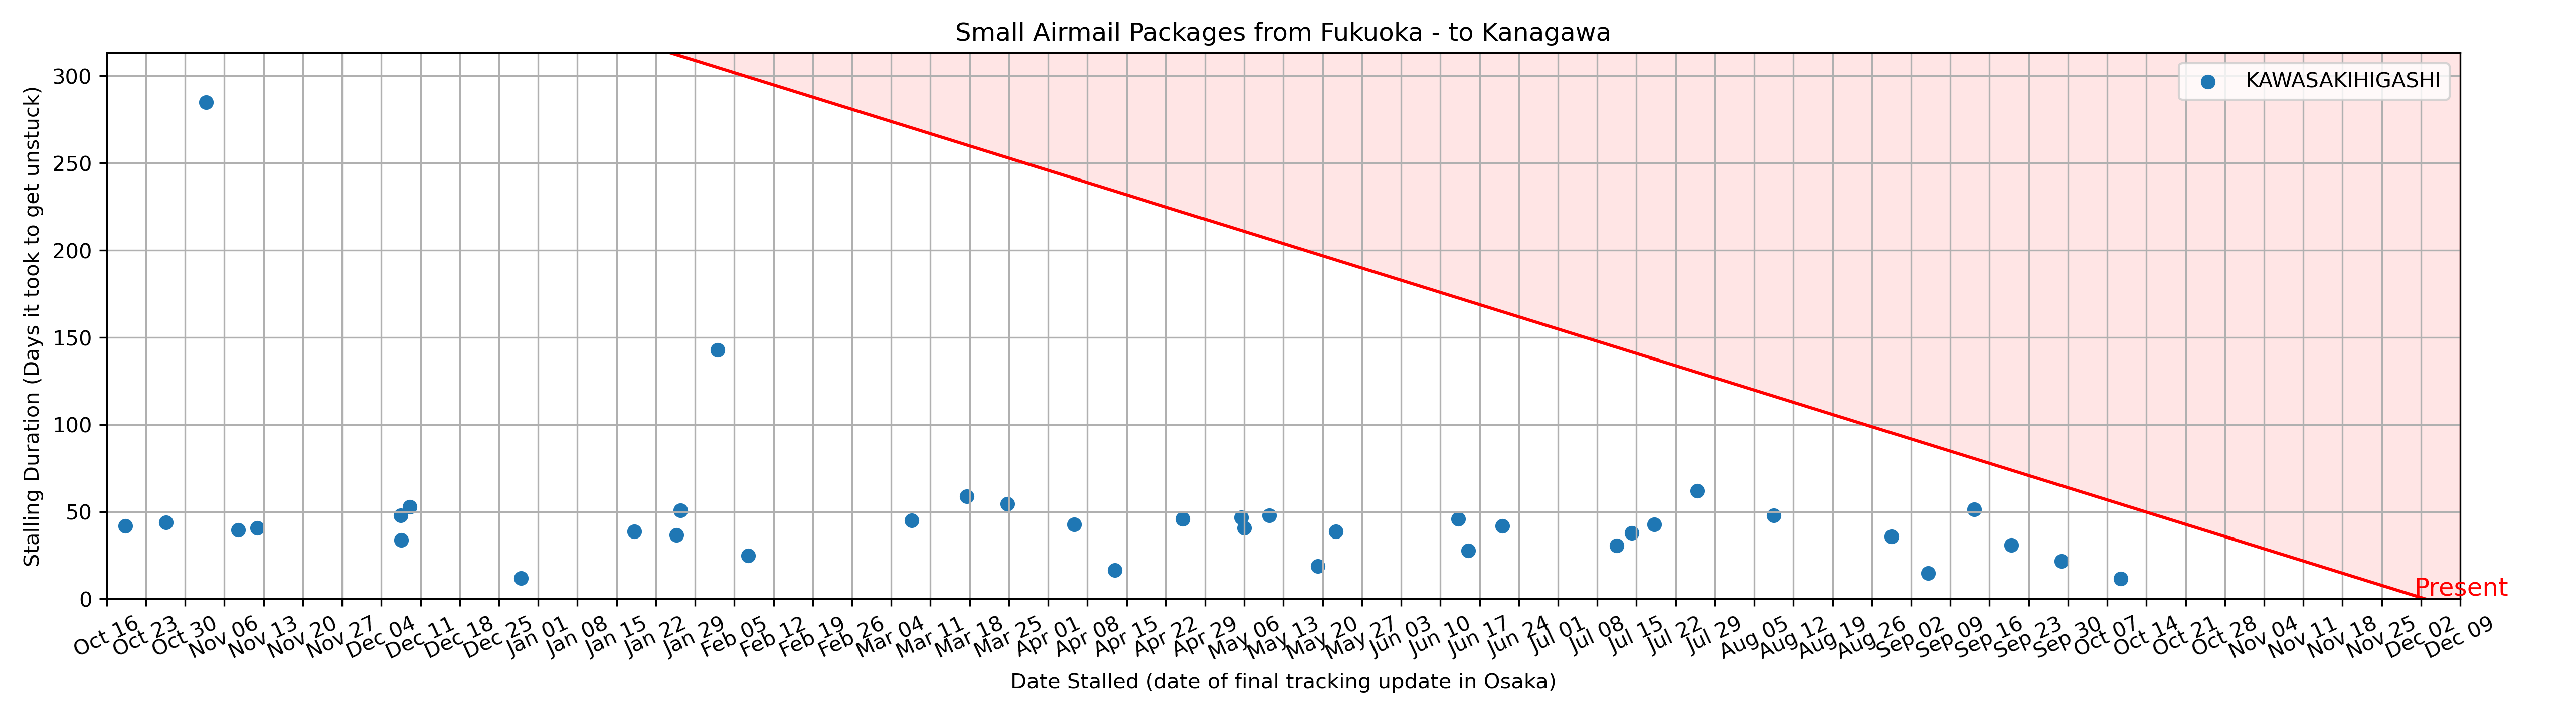 Small Airmail Packages from Fukuoka - to Kanagawa
KAWASAKIHIGASHI
Stalling Duration (Days it took to get unstuck)
300
250
200
150
100
50
0
Present
Oct 16
Oct 23
Oct 30
Nov 06
Nov 13
Nov 20
Nov 27
Dec 04
Dec 11
Dec 18
Dec 25
Jan 01
Jan 08
Jan 15
Jan 22
Jan 29
Feb 05
Feb 12
Feb 19
Feb 26
Mar 04
Mar 11
Mar 18
Mar 25
Apr 01
Apr 08
Apr 15
Apr 22
Apr 29
May 06
May 13
May 20
May 27
Jun 03
Jun 10
Jun 17
Jun 24
Jul 01
Jul 08
Jul 15
Jul 22
Jul 29
Aug 05
Aug 12
Aug 19
Aug 26
Sep 02
Sep 09
Sep 16
Sep 23
Sep 30
Oct 07
Oct 14
Oct 21
Oct 28
Nov 04
Nov 11
Nov 18
Nov 25
Dec 02
Dec 09
Date Stalled (date of final tracking update in Osaka)